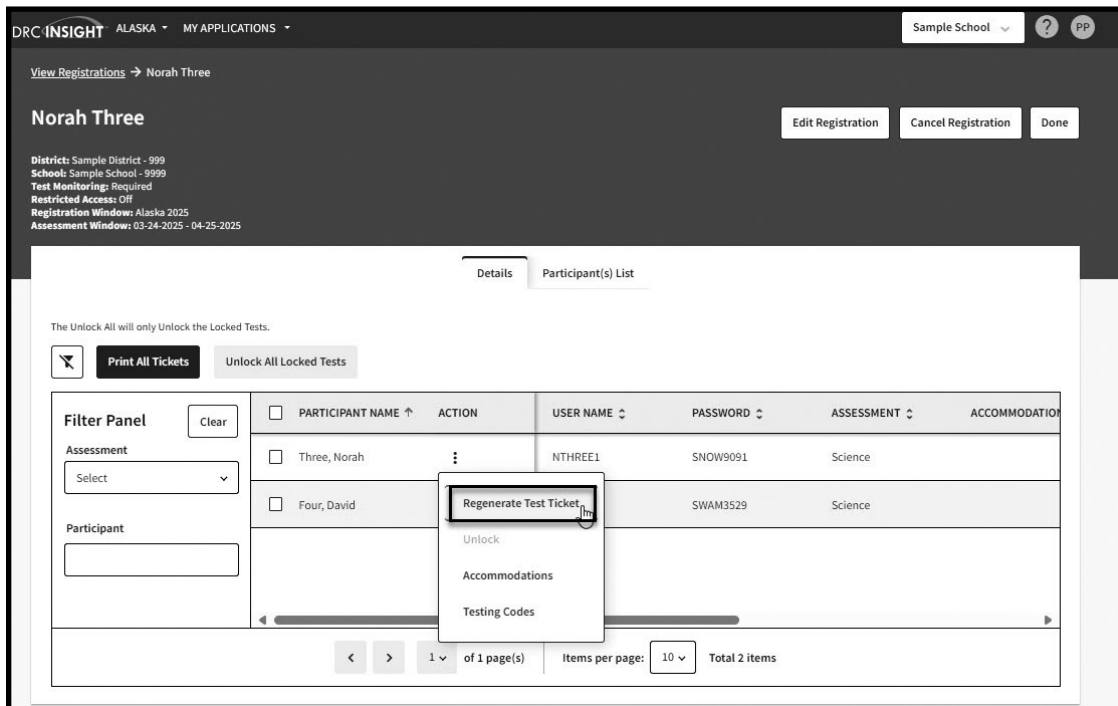 DRC INSIGHT ALASKA MY APPLICATIONS Sample School ? PP
View Registrations → Norah Three
Norah Three
Edit Registration Cancel Registration Done
District: Sample District - 999
School: Sample School - 9999
Test Monitoring: Required
Restricted Access: Off
Registration Window: Alaska 2025
Assessment Window: 03-24-2025 - 04-25-2025
Details Participant(s) List
The Unlock All will only Unlock the Locked Tests.
Print All Tickets Unlock All Locked Tests
Filter Panel Clear
Assessment
Select
Participant
PARTICIPANT NAME ↑ ACTION USER NAME PASSWORD ASSESSMENT ACCOMMODATION
Three, Norah NTHREE1 SNOW9091 Science
Four, David SWAM3529 Science
Regenerate Test Ticket
Unlock
Accommodations
Testing Codes
< > 1 of 1 page(s) Items per page: 10 Total 2 items